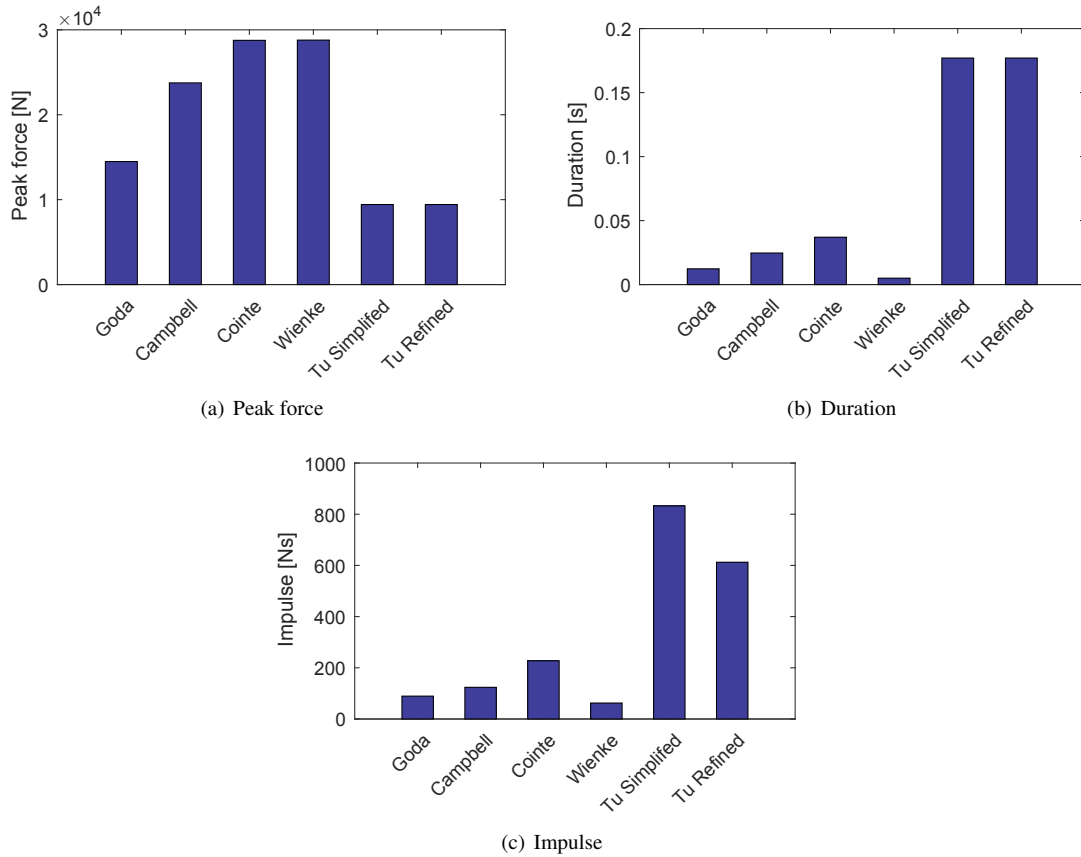 ×10⁴
3
2
1
0
Peak force [N]
Goda
Campbell
Cointe
Wienke
Tu Simplifed
Tu Refined
(a) Peak force
0.2
0.15
0.1
0.05
0
Duration [s]
Goda
Campbell
Cointe
Wienke
Tu Simplifed
Tu Refined
(b) Duration
1000
800
600
400
200
0
Impulse [Ns]
Goda
Campbell
Cointe
Wienke
Tu Simplifed
Tu Refined
(c) Impulse